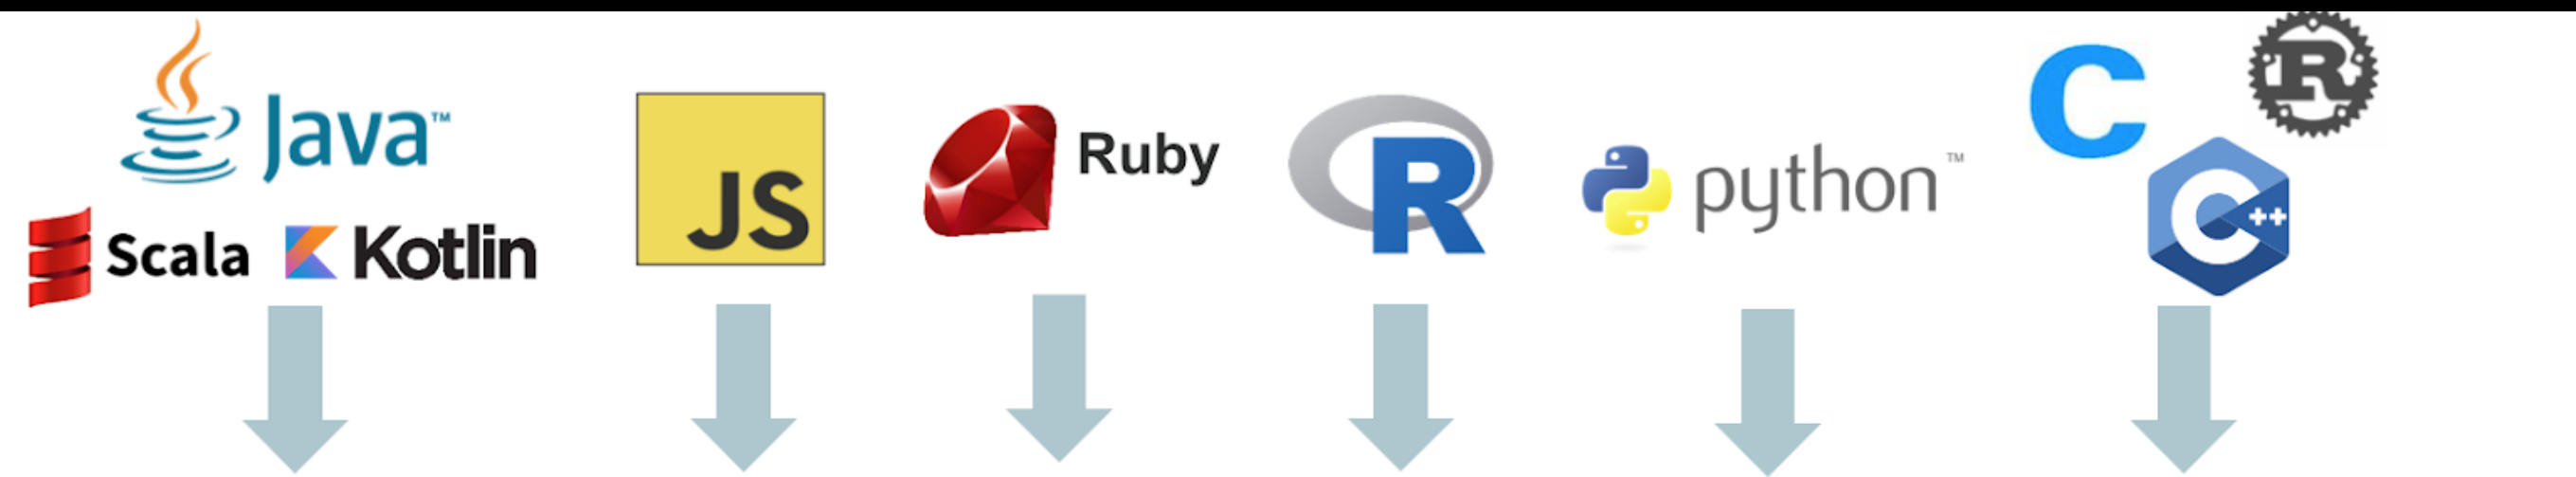 Java™
Scala
Kotlin
JS
Ruby
R
python™
C
R
C++